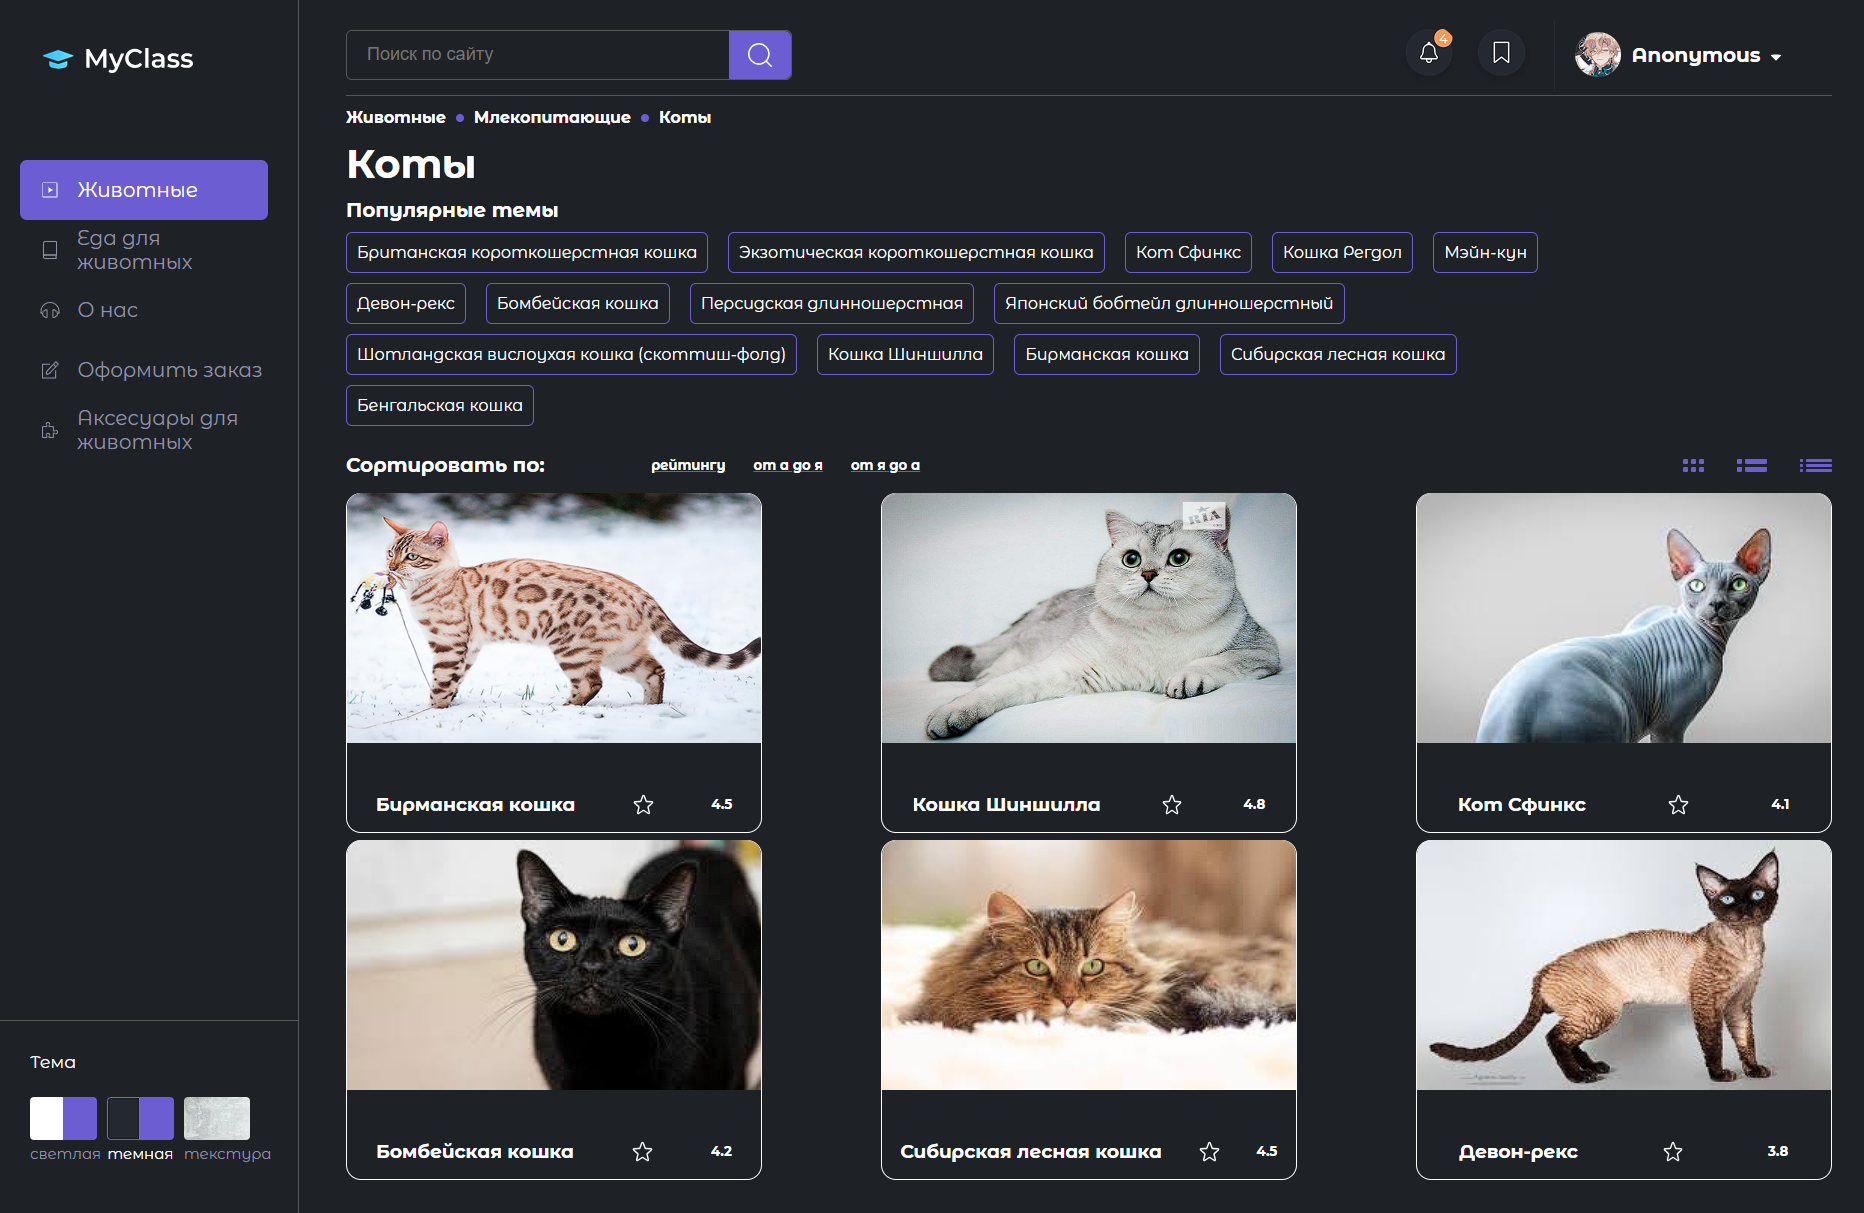 MyClass
Поиск по сайту
4
Anonymous
Животные
Еда для
животных
О нас
Оформить заказ
Аксесуары для
животных
Тема
светлая темная текстура
Животные Млекопитающие Коты
Коты
Популярные темы
Британская короткошерстная кошка Экзотическая короткошерстная кошка Кот Сфинкс Кошка Регдол Мэйн-кун
Девон-рекс Бомбейская кошка Персидская длинношерстная Японский бобтейл длинношерстный
Шотландская вислоухая кошка (скоттиш-фолд) Кошка Шиншилла Бирманская кошка Сибирская лесная кошка
Бенгальская кошка
Сортировать по: рейтингу от а до я от я до а
RIA
Бирманская кошка 4.5
Кошка Шиншилла 4.8
Кот Сфинкс 4.1
Бомбейская кошка 4.2
Сибирская лесная кошка 4.5
Девон-рекс 3.8